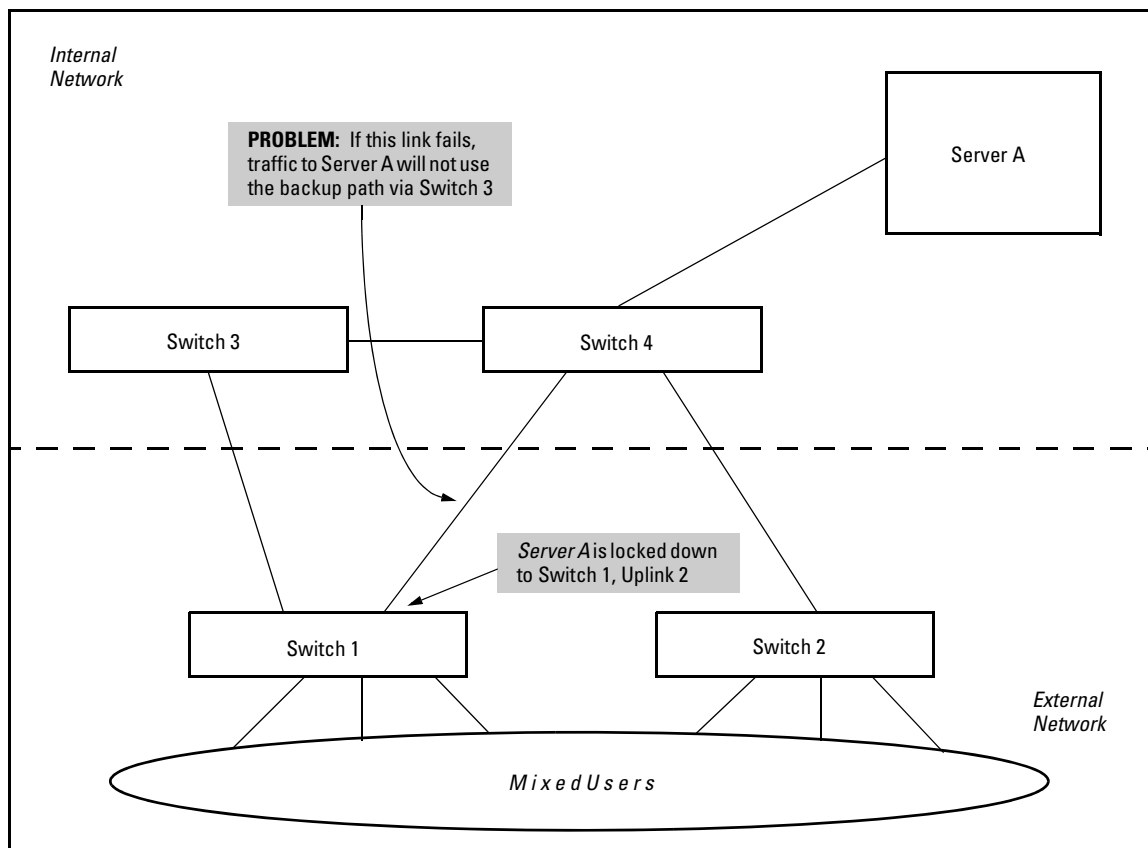 Internal
Network
PROBLEM: If this link fails,
traffic to Server A will not use
the backup path via Switch 3
Server A
Switch 3
Switch 4
Server A is locked down
to Switch 1, Uplink 2
Switch 1
Switch 2
External
Network
Mixed Users